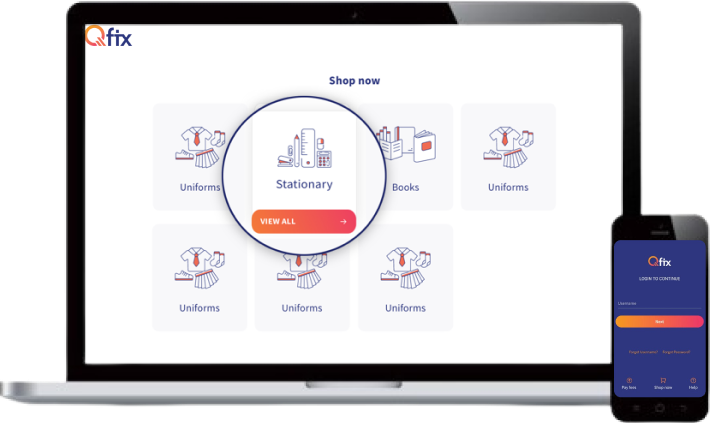 Qfix
Shop now
Uniforms
Stationary
VIEW ALL →
Books
Uniforms
Uniforms
Uniforms
Uniforms
Qfix
LOGIN TO CONTINUE
Username
Next
Forgot Username? Forgot Password?
Pay fees Shop now Help